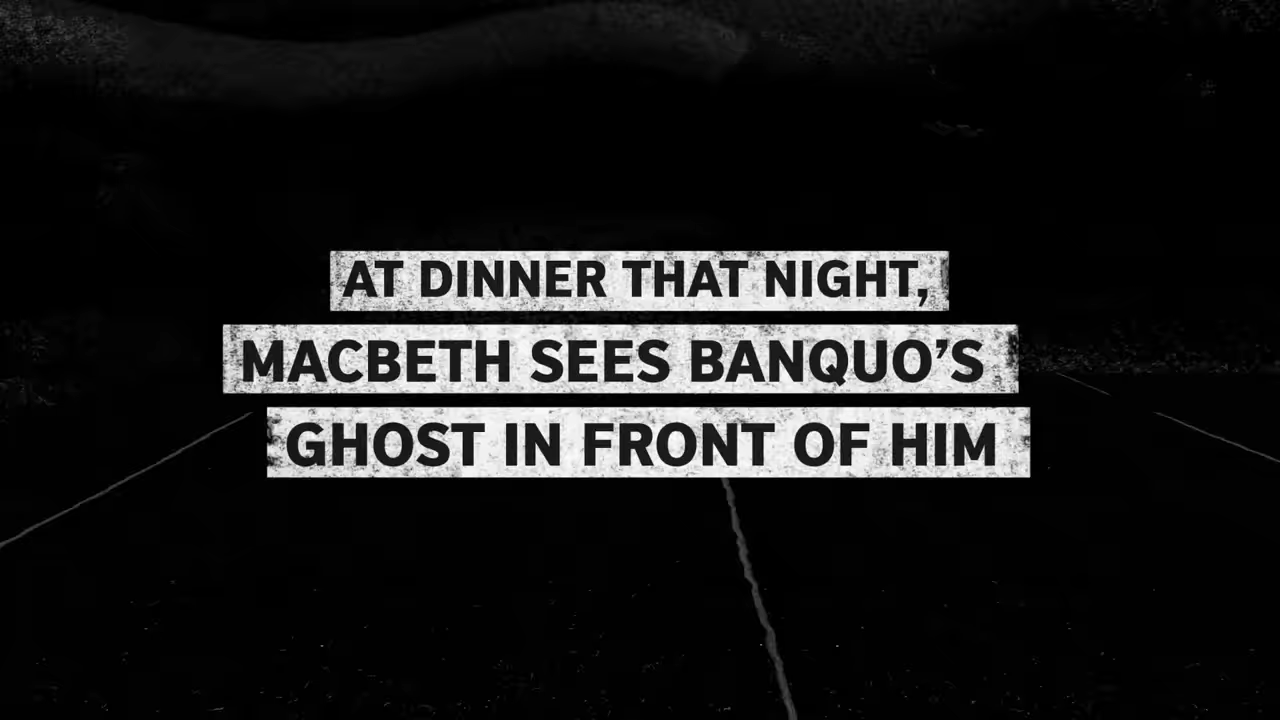 AT DINNER THAT NIGHT,
MACBETH SEES BANQUO’S
GHOST IN FRONT OF HIM